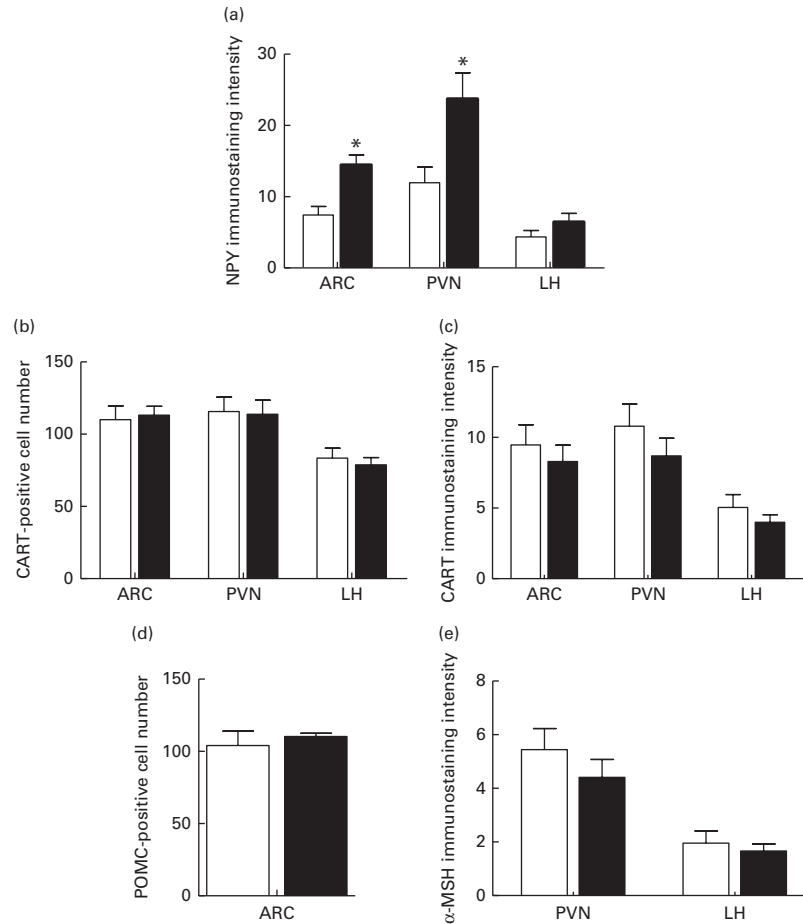 (a)
NPY immunostaining intensity
30
20
10
0
*
*
ARC PVN LH
(b)
CART-positive cell number
150
100
50
0
ARC PVN LH
(c)
CART immunostaining intensity
15
10
5
0
ARC PVN LH
(d)
POMC-positive cell number
150
100
50
0
ARC
(e)
α-MSH immunostaining intensity
8
6
4
2
0
PVN LH